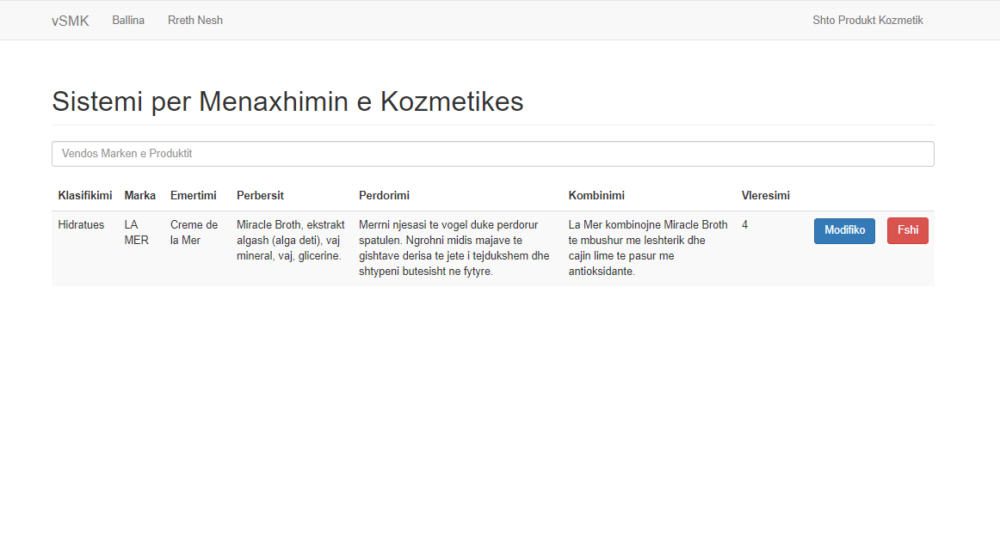 vSMK Ballina Rreth Nesh Shto Produkt Kozmetik
Sistemi per Menaxhimin e Kozmetikes
Vendos Marken e Produktit
Klasifikimi Marka Emertimi Perbersit Perdorimi Kombinimi Vleresimi
Hidratues LA Creme de Miracle Broth, ekstrakt Merrni njesasi te vogel duke perdorur La Mer kombinojne Miracle Broth 4 Modifiko Fshi
MER la Mer algash (alga deti), vaj spatulen. Ngrohni midis majave te te mbushur me leshterik dhe
mineral, vaj, glicerine. gishtave derisa te jete i tejdukshem dhe cajin lime te pasur me
shtypeni butesisht ne fytyre. antioksidante.